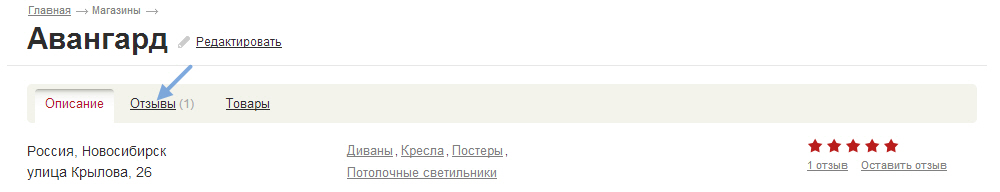 Главная → Магазины →
Авангард Редактировать
Описание Отзывы (1) Товары
Россия, Новосибирск
улица Крылова, 26
Диваны, Кресла, Постеры,
Потолочные светильники
1 отзыв Оставить отзыв